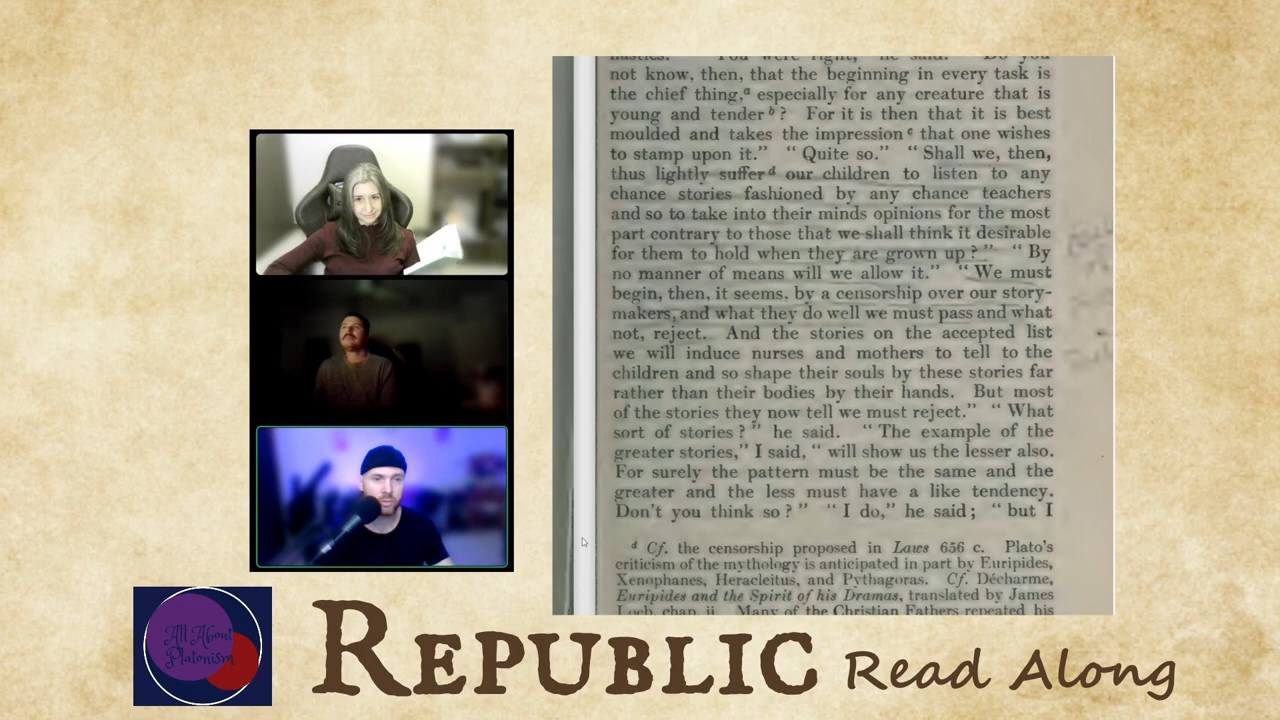 not know, then, that the beginning in every task is
the chief thing,ᵃ especially for any creature that is
young and tender ᵇ ? For it is then that it is best
moulded and takes the impression ᶜ that one wishes
to stamp upon it.” “ Quite so.” “ Shall we, then,
thus lightly suffer ᵈ our children to listen to any
chance stories fashioned by any chance teachers
and so to take into their minds opinions for the most
part contrary to those that we shall think it desirable
for them to hold when they are grown up ? ” “ By
no manner of means will we allow it.” “ We must
begin, then, it seems, by a censorship over our story-
makers, and what they do well we must pass and what
not, reject. And the stories on the accepted list
we will induce nurses and mothers to tell to the
children and so shape their souls by these stories far
rather than their bodies by their hands. But most
of the stories they now tell we must reject.” “ What
sort of stories ? ” he said. “ The example of the
greater stories,” I said, “ will show us the lesser also.
For surely the pattern must be the same and the
greater and the less must have a like tendency.
Don't you think so ? ” “ I do,” he said ; “ but I
ᵈ Cf. the censorship proposed in Laws 656 c. Plato's
criticism of the mythology is anticipated in part by Euripides,
Xenophanes, Heracleitus, and Pythagoras. Cf. Décharme,
Euripides and the Spirit of his Dramas, translated by James
chap. ii. Many of the Christian Fathers repeated his
All About
Platonism
REPUBLIC Read Along